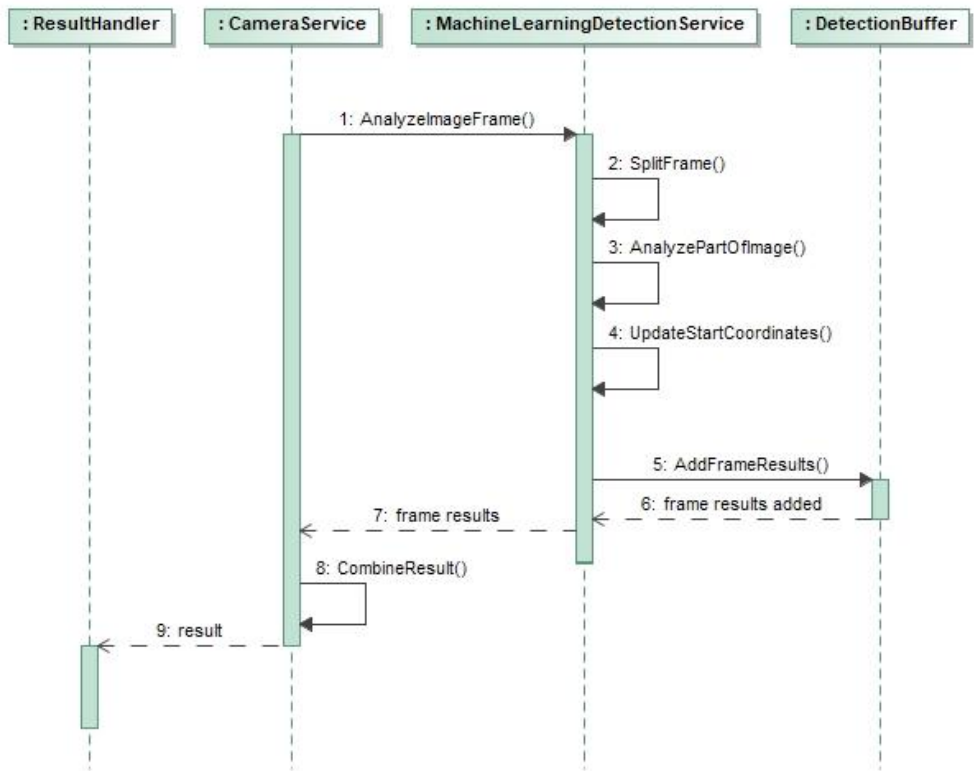 : ResultHandler
: CameraService
: MachineLearningDetectionService
: DetectionBuffer
1: AnalyzeImageFrame()
2: SplitFrame()
3: AnalyzePartOfImage()
4: UpdateStartCoordinates()
5: AddFrameResults()
6: frame results added
7: frame results
8: CombineResult()
9: result